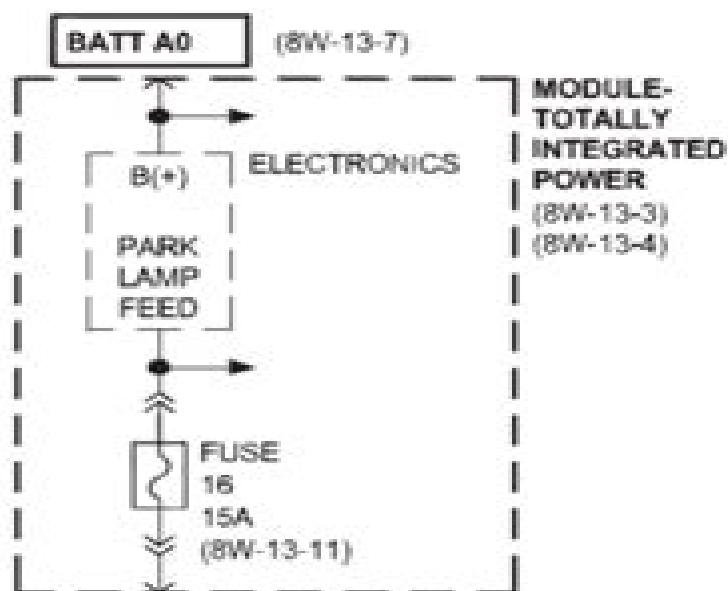 BATT A0 (8W-13-7)
MODULE-
TOTALLY
INTEGRATED
POWER
(8W-13-3)
(8W-13-4)
B(+)
ELECTRONICS
PARK
LAMP
FEED
FUSE
16
15A
(8W-13-11)